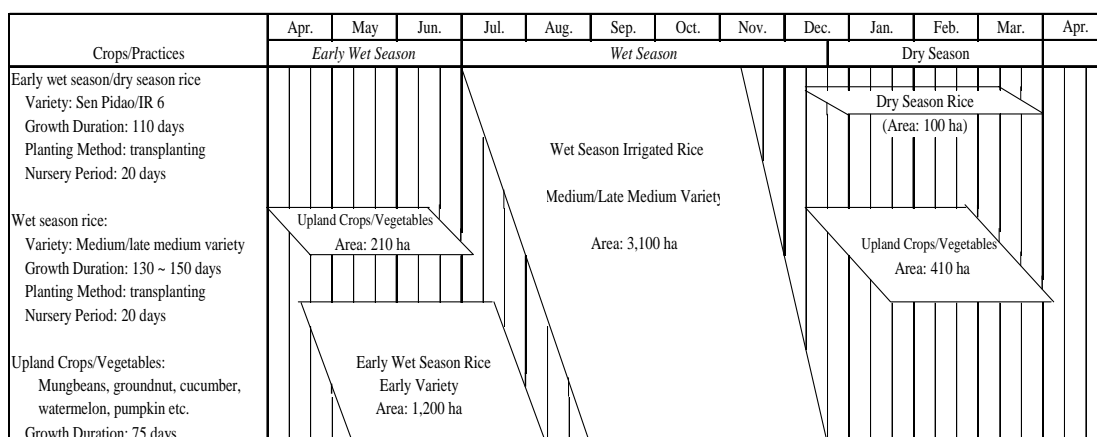 Apr. May Jun. Jul. Aug. Sep. Oct. Nov. Dec. Jan. Feb. Mar. Apr.
Crops/Practices Early Wet Season Wet Season Dry Season
Early wet season/dry season rice
Variety: Sen Pidao/IR 6
Growth Duration: 110 days
Planting Method: transplanting
Nursery Period: 20 days
Wet season rice:
Variety: Medium/late medium variety
Growth Duration: 130 ~ 150 days
Planting Method: transplanting
Nursery Period: 20 days
Upland Crops/Vegetables:
Mungbeans, groundnut, cucumber,
watermelon, pumpkin etc.
Growth Duration: 75 days
Upland Crops/Vegetables
Area: 210 ha
Early Wet Season Rice
Early Variety
Area: 1,200 ha
Wet Season Irrigated Rice
Medium/Late Medium Variety
Area: 3,100 ha
Dry Season Rice
(Area: 100 ha)
Upland Crops/Vegetables
Area: 410 ha